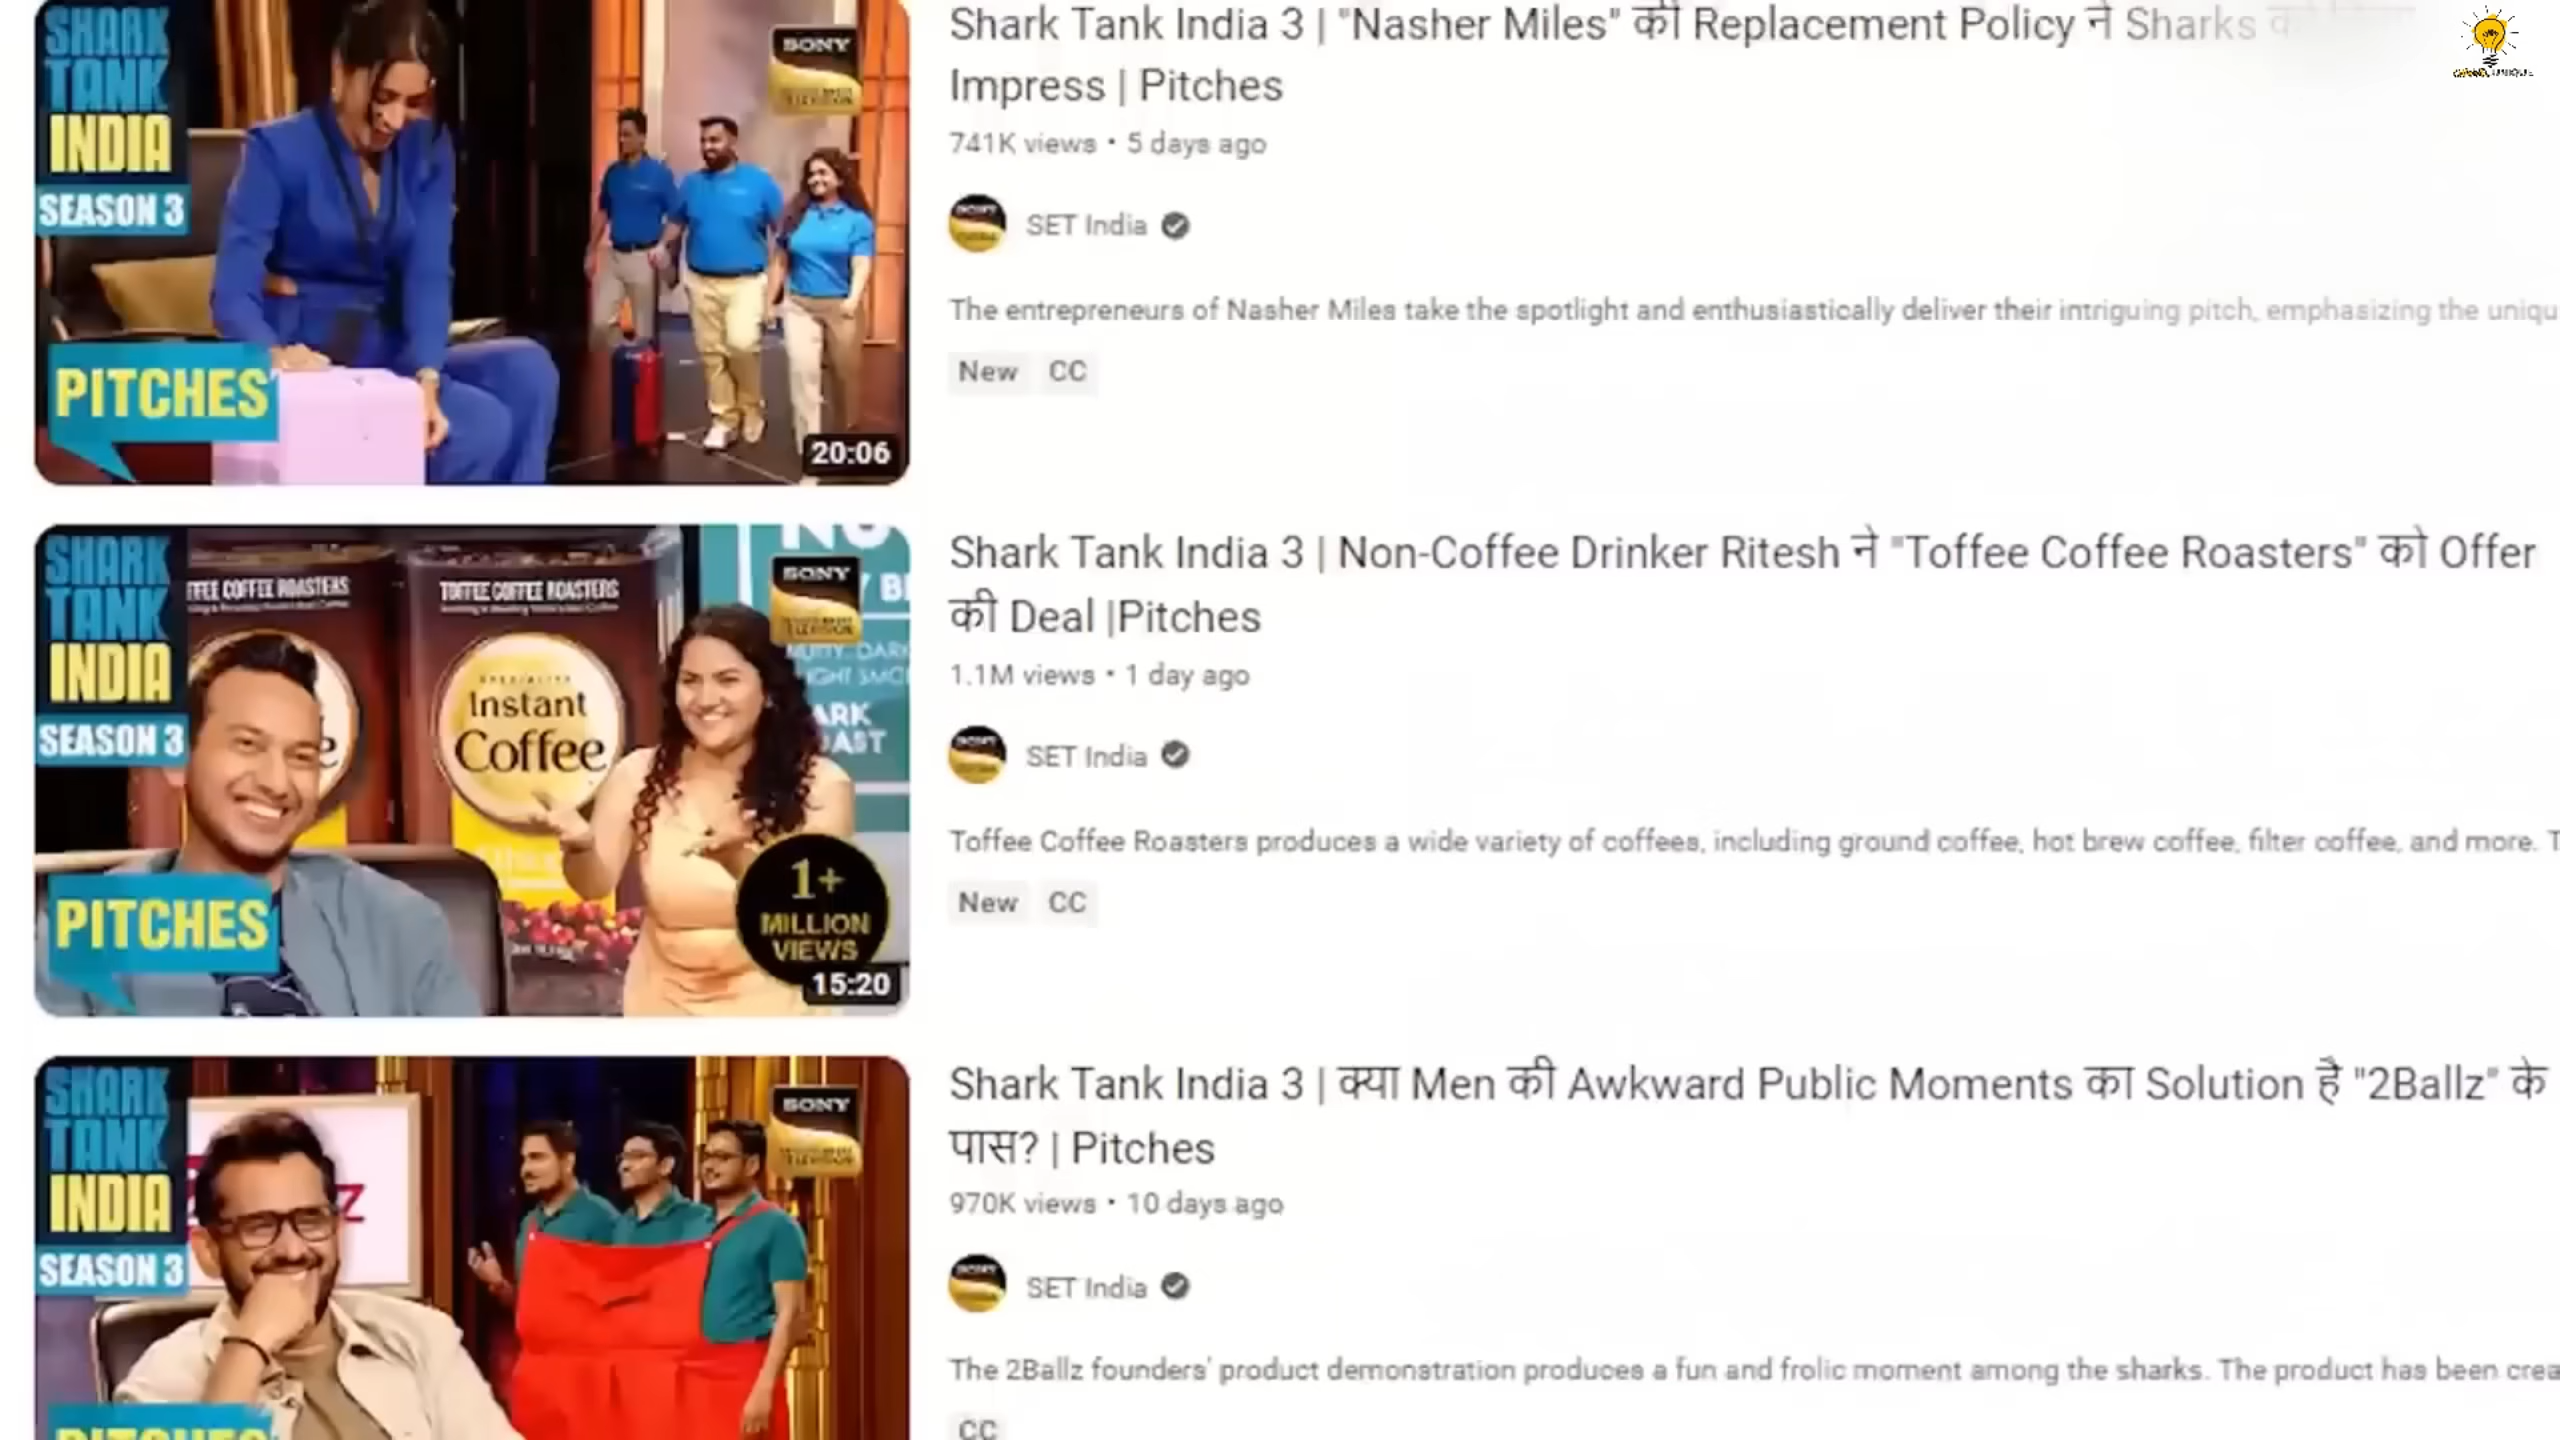 SHARK
TANK
INDIA
SEASON 3
SONY
PITCHES
20:06
Shark Tank India 3 | "Nasher Miles" की Replacement Policy ने Sharks
Impress | Pitches
741K views • 5 days ago
SET India
The entrepreneurs of Nasher Miles take the spotlight and enthusiastically deliver their intriguing pitch, emphasizing the uniqu
New CC
SHARK
TANK
INDIA
SEASON 3
COFFEE ROASTERS
TOFFEE COFFEE ROASTERS
Instant
Coffee
SONY
PITCHES
1+
MILLION
VIEWS
15:20
Shark Tank India 3 | Non-Coffee Drinker Ritesh ने "Toffee Coffee Roasters" को Offer
की Deal |Pitches
1.1M views • 1 day ago
SET India
Toffee Coffee Roasters produces a wide variety of coffees, including ground coffee, hot brew coffee, filter coffee, and more. T
New CC
SHARK
TANK
INDIA
SEASON 3
SONY
PITCHES
Shark Tank India 3 | क्या Men की Awkward Public Moments का Solution है "2Ballz" के
पास? | Pitches
970K views • 10 days ago
SET India
The 2Ballz founders' product demonstration produces a fun and frolic moment among the sharks. The product has been crea
CC